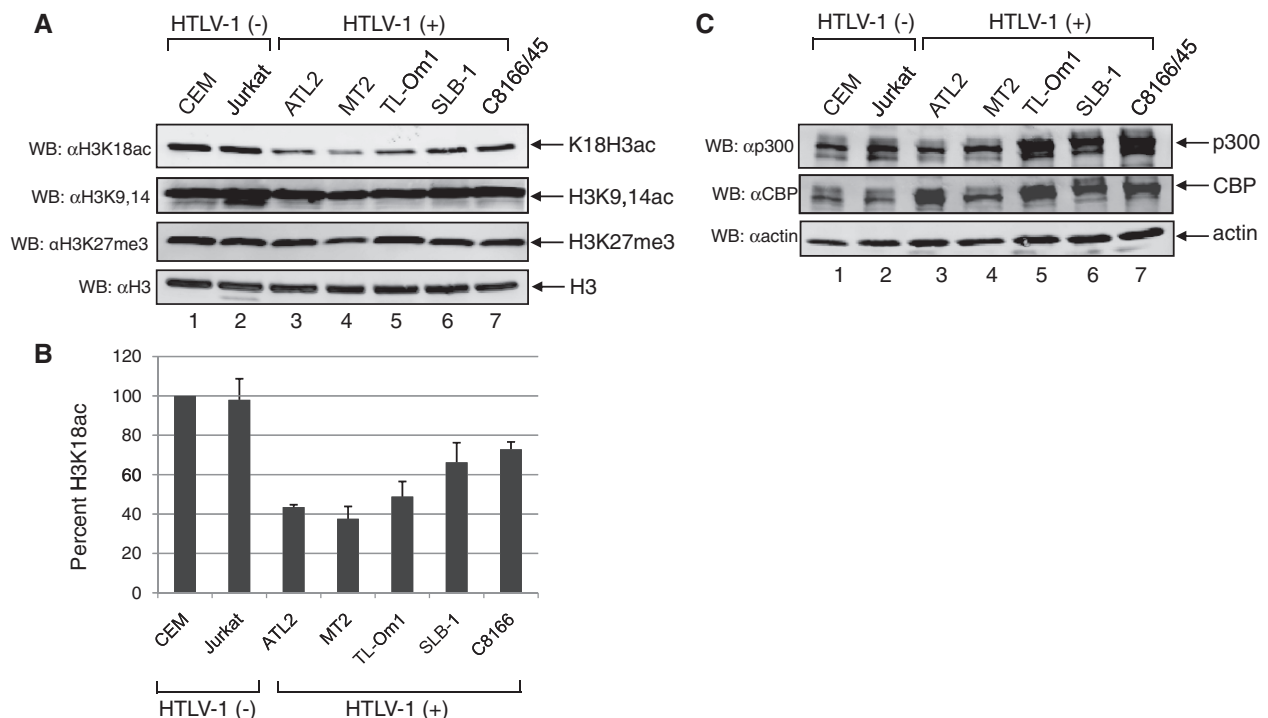 A
HTLV-1 (-) HTLV-1 (+)
CEM Jurkat ATL2 MT2 TL-Om1 SLB-1 C8166/45
WB: αH3K18ac K18H3ac
WB: αH3K9,14 H3K9,14ac
WB: αH3K27me3 H3K27me3
WB: αH3 H3
1 2 3 4 5 6 7
B
120
100
80
60
40
20
0
Percent H3K18ac
CEM Jurkat ATL2 MT2 TL-Om1 SLB-1 C8166
HTLV-1 (-) HTLV-1 (+)
C
HTLV-1 (-) HTLV-1 (+)
CEM Jurkat ATL2 MT2 TL-Om1 SLB-1 C8166/45
WB: αp300 p300
WB: αCBP CBP
WB: αactin actin
1 2 3 4 5 6 7